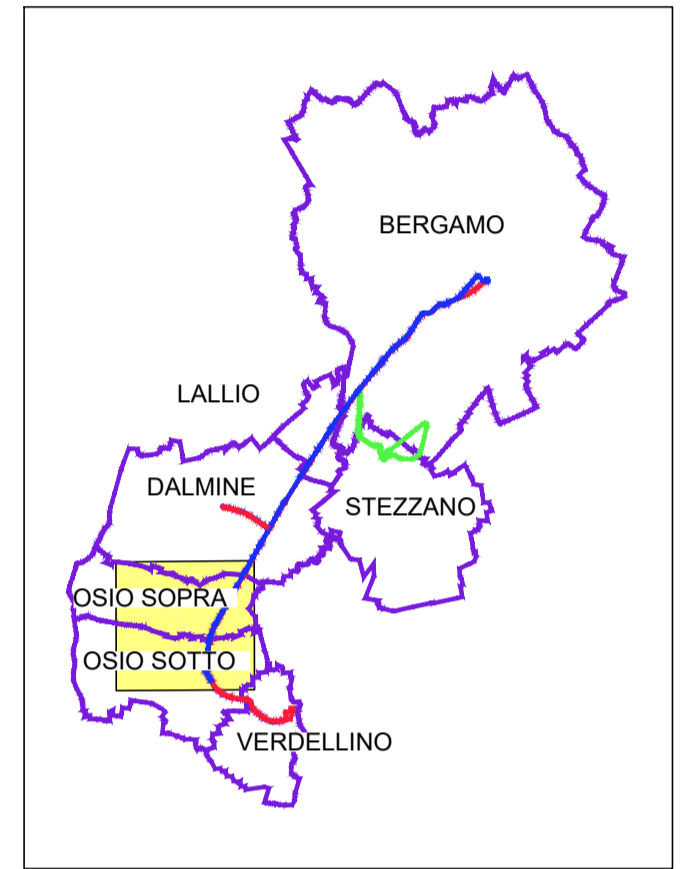 BERGAMO
LALLIO
DALMINE
STEZZANO
OSIO SOPRA
OSIO SOTTO
VERDELLINO